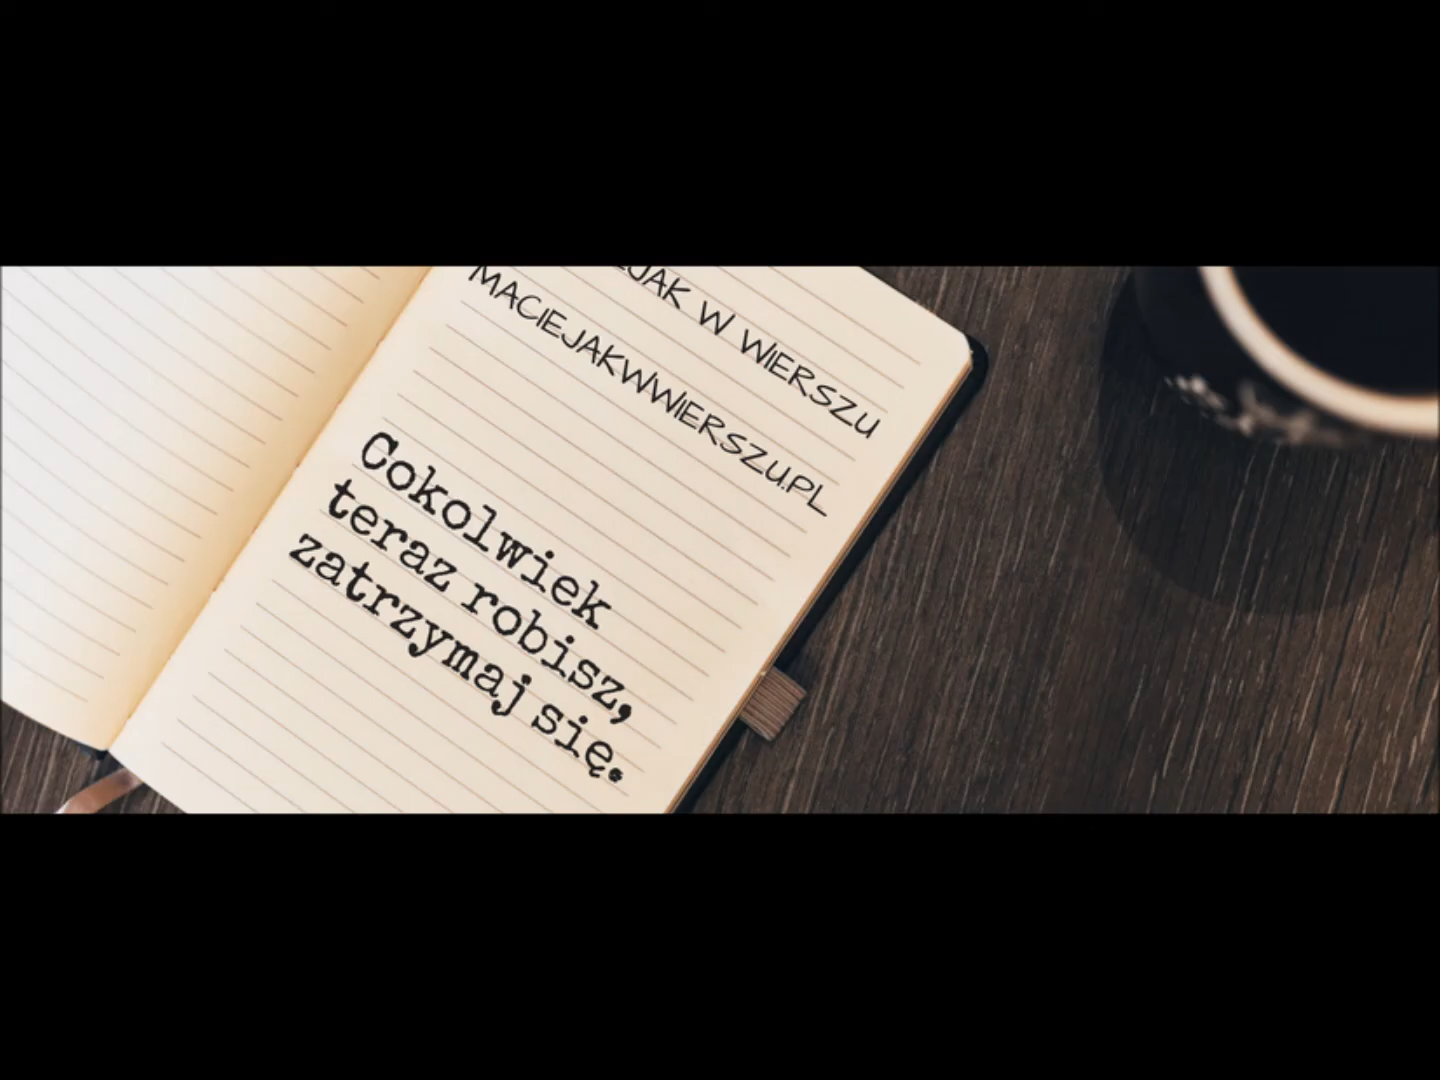 JAK W WIERSZU
MACIEJAKWWIERSZU.PL
Cokolwiek
teraz robisz,
zatrzymaj się.